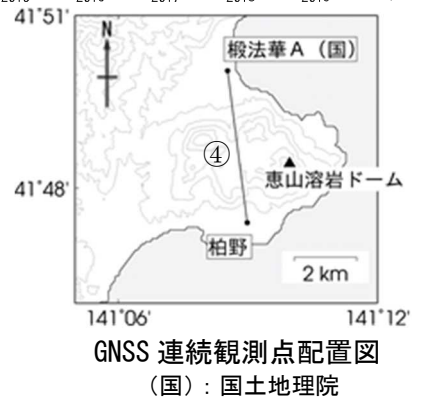 41°51'
N
椴法華A（国）
④
41°48'
恵山溶岩ドーム
柏野
2 km
141°06'
141°12'
GNSS 連続観測点配置図
（国）：国土地理院